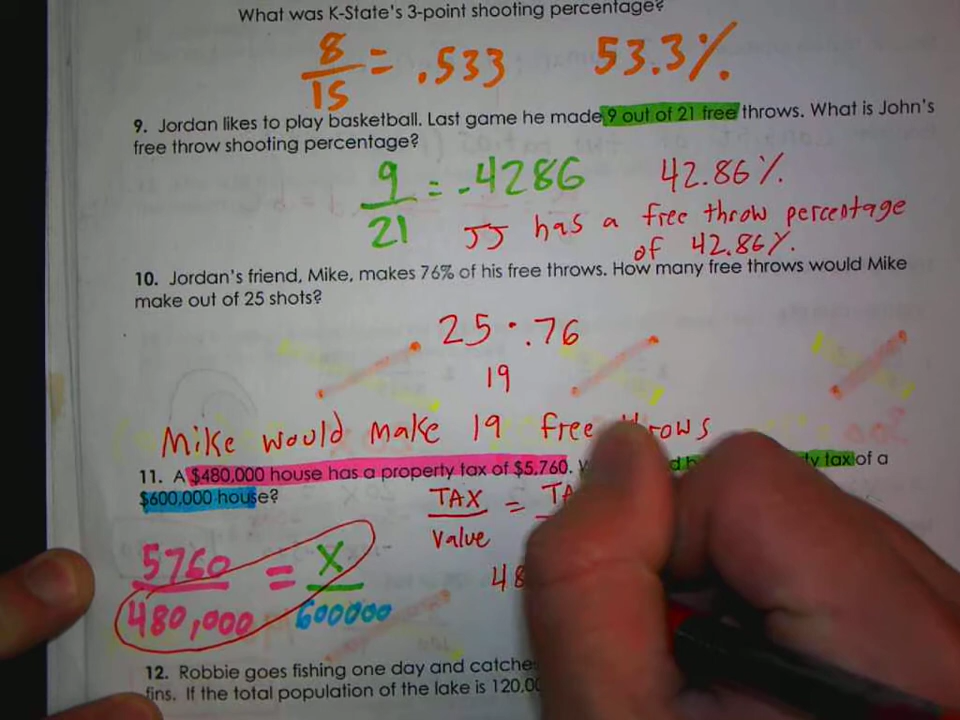 What was K-State's 3-point shooting percentage?
8/15 = .533 53.3%
9. Jordan likes to play basketball. Last game he made 9 out of 21 free throws. What is John's
free throw shooting percentage?
9/21 = .4286 42.86%
JJ has a free throw percentage
of 42.86%.
10. Jordan's friend, Mike, makes 76% of his free throws. How many free throws would Mike
make out of 25 shots?
25 · .76
19
Mike would make 19 free throws
11. A $480,000 house has a property tax of $5,760. tax of a
$600,000 house?
TAX/value =
5760/480,000 = X/600000
48
12. Robbie goes fishing one day and
fins. If the total population of the lake is